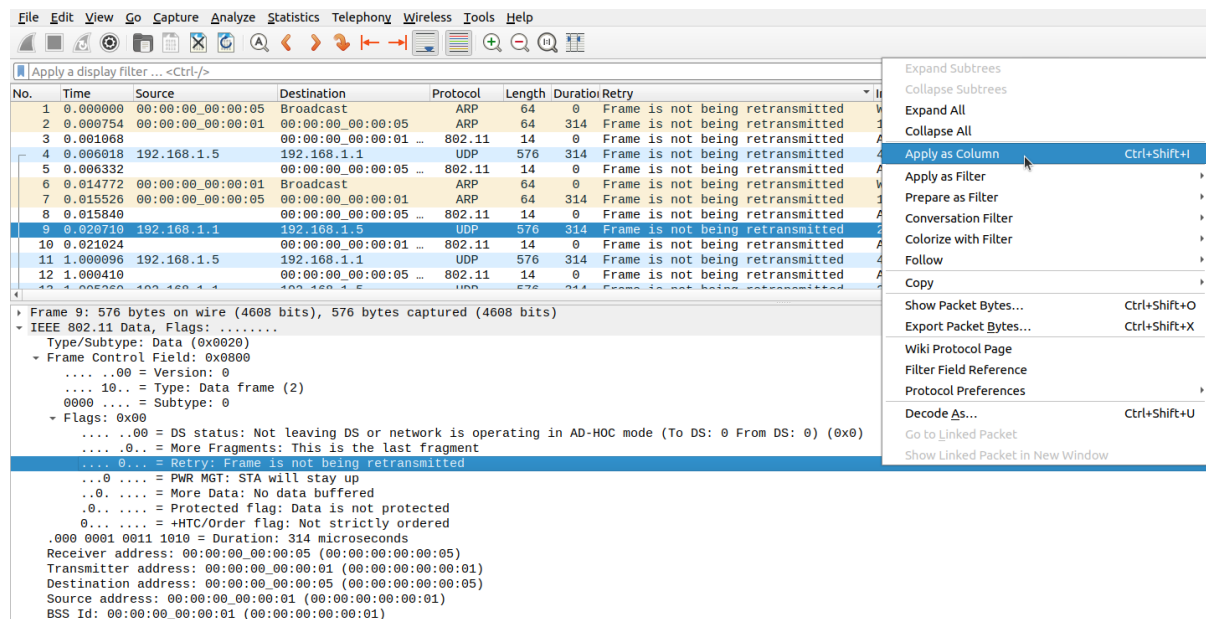 File Edit View Go Capture Analyze Statistics Telephony Wireless Tools Help
Apply a display filter … <Ctrl-/>
No. Time Source Destination Protocol Length Duration Retry
1 0.000000 00:00:00_00:00:05 Broadcast ARP 64 0 Frame is not being retransmitted
2 0.000754 00:00:00_00:00:01 00:00:00_00:00:05 ARP 64 314 Frame is not being retransmitted
3 0.001068 00:00:00_00:00:01 … 802.11 14 0 Frame is not being retransmitted
4 0.006018 192.168.1.5 192.168.1.1 UDP 576 314 Frame is not being retransmitted
5 0.006332 00:00:00_00:00:05 … 802.11 14 0 Frame is not being retransmitted
6 0.014772 00:00:00_00:00:01 Broadcast ARP 64 0 Frame is not being retransmitted
7 0.015526 00:00:00_00:00:05 00:00:00_00:00:01 ARP 64 314 Frame is not being retransmitted
8 0.015840 00:00:00_00:00:05 … 802.11 14 0 Frame is not being retransmitted
9 0.020710 192.168.1.1 192.168.1.5 UDP 576 314 Frame is not being retransmitted
10 0.021024 00:00:00_00:00:01 … 802.11 14 0 Frame is not being retransmitted
11 1.000096 192.168.1.5 192.168.1.1 UDP 576 314 Frame is not being retransmitted
12 1.000410 00:00:00_00:00:05 … 802.11 14 0 Frame is not being retransmitted
Expand Subtrees
Collapse Subtrees
Expand All
Collapse All
Apply as Column Ctrl+Shift+I
Apply as Filter
Prepare as Filter
Conversation Filter
Colorize with Filter
Follow
Copy
Show Packet Bytes… Ctrl+Shift+O
Export Packet Bytes… Ctrl+Shift+X
Wiki Protocol Page
Filter Field Reference
Protocol Preferences
Decode As… Ctrl+Shift+U
Go to Linked Packet
Show Linked Packet in New Window
Frame 9: 576 bytes on wire (4608 bits), 576 bytes captured (4608 bits)
IEEE 802.11 Data, Flags: ........
Type/Subtype: Data (0x0020)
Frame Control Field: 0x0800
.... ..00 = Version: 0
.... 10.. = Type: Data frame (2)
0000 .... = Subtype: 0
Flags: 0x00
.... ..00 = DS status: Not leaving DS or network is operating in AD-HOC mode (To DS: 0 From DS: 0) (0x0)
.... .0.. = More Fragments: This is the last fragment
.... 0... = Retry: Frame is not being retransmitted
...0 .... = PWR MGT: STA will stay up
..0. .... = More Data: No data buffered
.0.. .... = Protected flag: Data is not protected
0... .... = +HTC/Order flag: Not strictly ordered
.000 0001 0011 1010 = Duration: 314 microseconds
Receiver address: 00:00:00_00:00:05 (00:00:00:00:00:05)
Transmitter address: 00:00:00_00:00:01 (00:00:00:00:00:01)
Destination address: 00:00:00_00:00:05 (00:00:00:00:00:05)
Source address: 00:00:00_00:00:01 (00:00:00:00:00:01)
BSS Id: 00:00:00_00:00:01 (00:00:00:00:00:01)